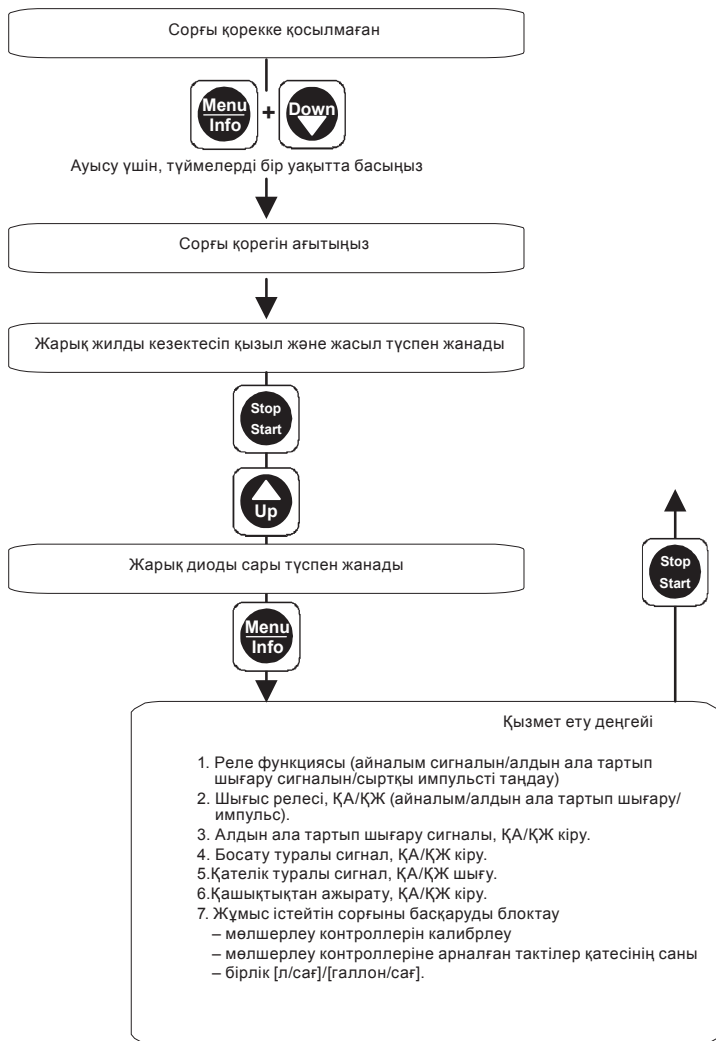 Сорғы қорекке қосылмаған
Menu
Info
+
Down
Ауысу үшін, түймелерді бір уақытта басыңыз
Сорғы қорегін ағытыңыз
Жарық жилды кезектесіп қызыл және жасыл түспен жанады
Stop
Start
Up
Жарық диоды сары түспен жанады
Stop
Start
Menu
Info
Қызмет ету деңгейі
1. Реле функциясы (айналым сигналын/алдын ала тартып
шығару сигналын/сыртқы импульсті таңдау)
2. Шығыс релесі, ҚА/ҚЖ (айналым/алдын ала тартып шығару/
импульс).
3. Алдын ала тартып шығару сигналы, ҚА/ҚЖ кіру.
4. Босату туралы сигнал, ҚА/ҚЖ кіру.
5.Қателік туралы сигнал, ҚА/ҚЖ шығу.
6.Қашықтықтан ажырату, ҚА/ҚЖ кіру.
7. Жұмыс істейтін сорғыны басқаруды блоктау
– мөлшерлеу контроллерін калибрлеу
– мөлшерлеу контроллеріне арналған тактілер қатесінің саны
– бірлік [л/сағ]/[галлон/сағ].